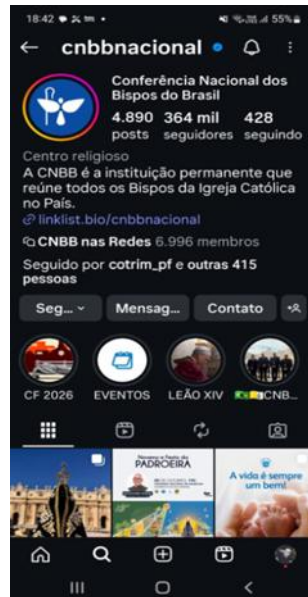 18:42
55%
cnbbnacional
Conferência Nacional dos
Bispos do Brasil
4.890 364 mil 428
posts seguidores seguindo
Centro religioso
A CNBB é a instituição permanente que
reúne todos os Bispos da Igreja Católica
no País.
linklist.bio/cnbbnacional
CNBB nas Redes 6.996 membros
Seguido por cotrim_pf e outras 415
pessoas
Seg... Mensag... Contato
CF 2026 EVENTOS LEÃO XIV CNB...
Novena e Festa da
PADROEIRA
A vida é sempre
um bem!